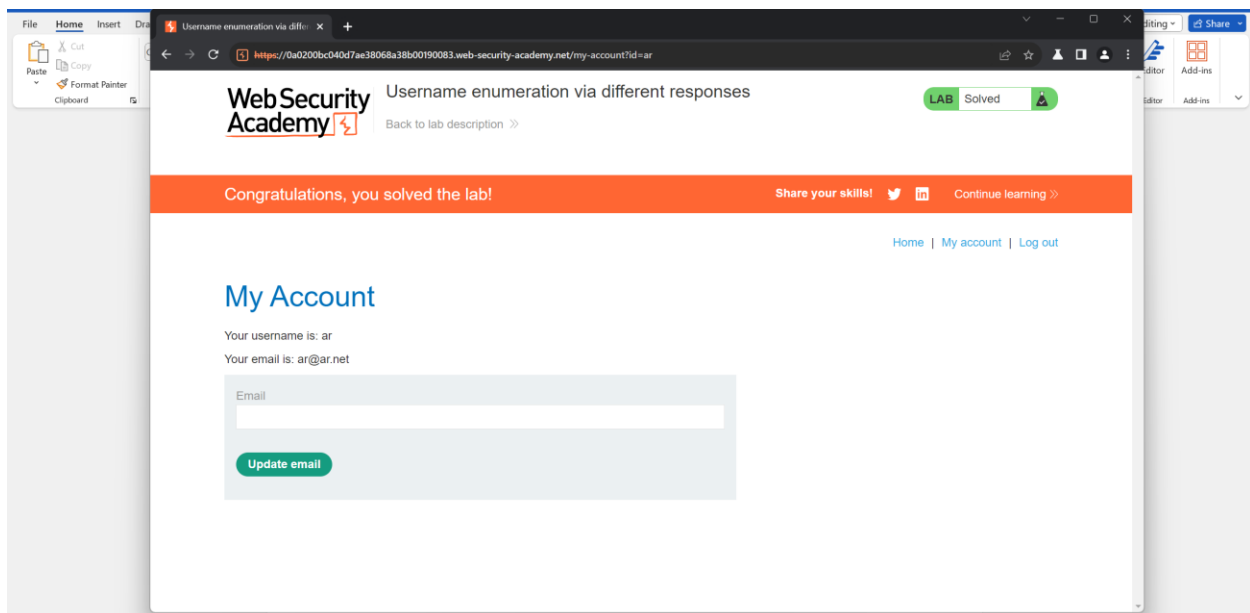 File Home Insert Dra
Username enumeration via differ
diting
Share
Cut
Copy
Paste
Format Painter
Clipboard
https://0a0200bc040d7ae38068a38b00190083.web-security-academy.net/my-account?id=ar
ditor
Add-ins
Editor
Add-ins
Web Security
Academy
Username enumeration via different responses
Back to lab description
LAB Solved
Congratulations, you solved the lab!
Share your skills!
in
Continue learning
Home | My account | Log out
My Account
Your username is: ar
Your email is: ar@ar.net
Email
Update email